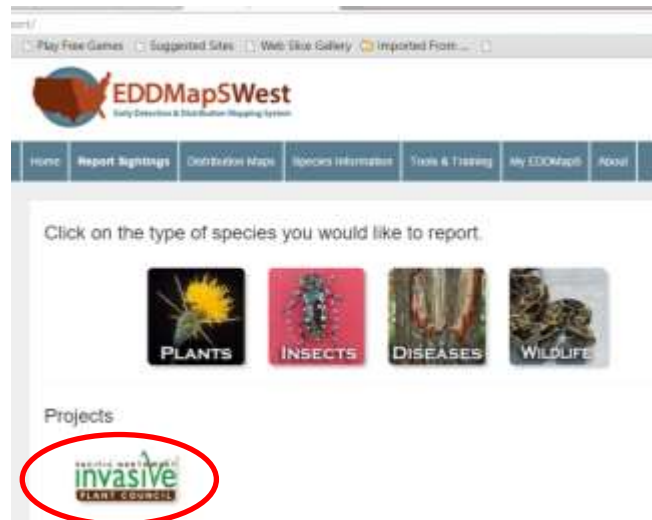 Play Free Games Suggested Sites Web Slice Gallery Imported From ...
EDDMapSWest
Early Detection & Distribution Mapping System
Home Report Sightings Distribution Maps Species Information Tools & Training My EDDMapS About
Click on the type of species you would like to report.
PLANTS INSECTS DISEASES WILDLIFE
Projects
invasive
PLANT COUNCIL